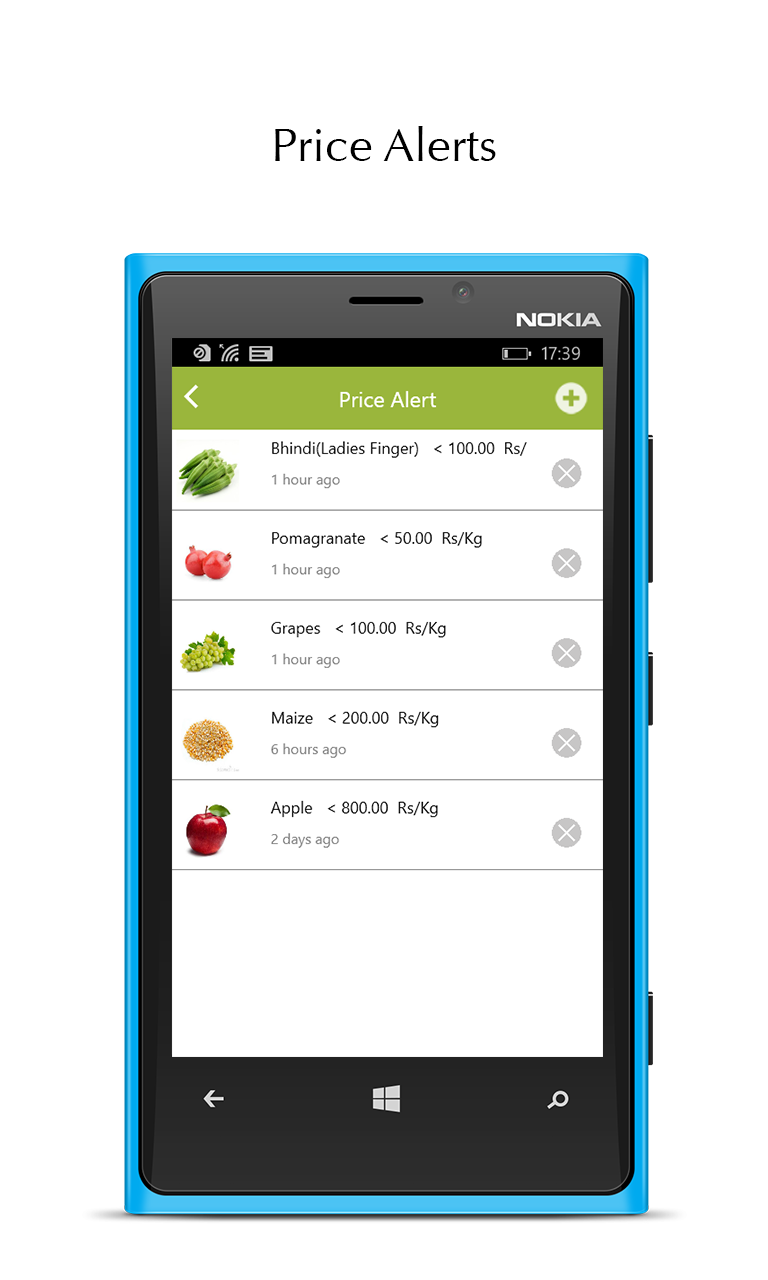 Price Alerts
NOKIA
17:39
Price Alert
Bhindi(Ladies Finger) < 100.00 Rs/
1 hour ago
Pomagranate < 50.00 Rs/Kg
1 hour ago
Grapes < 100.00 Rs/Kg
1 hour ago
Maize < 200.00 Rs/Kg
6 hours ago
Apple < 800.00 Rs/Kg
2 days ago